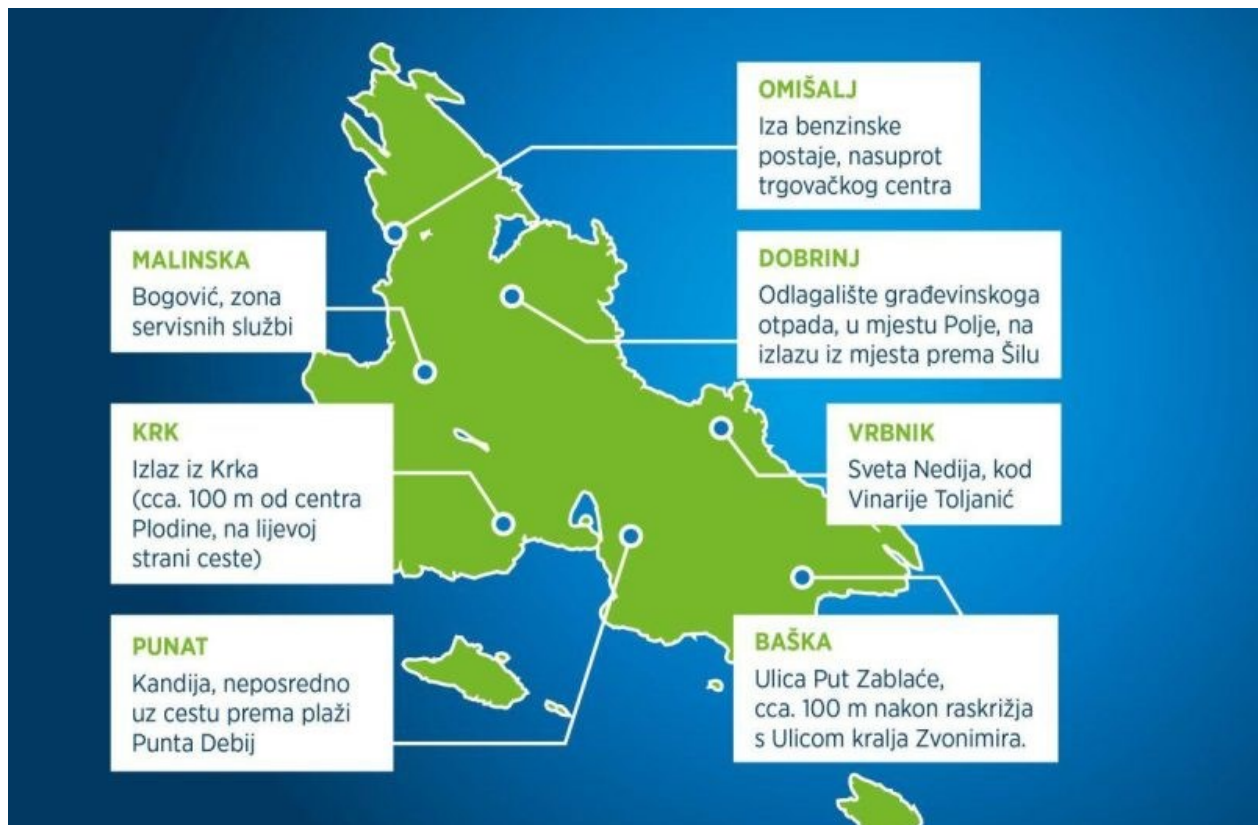 OMIŠALJ
Iza benzinske
postaje, nasuprot
trgovačkog centra
MALINSKA
Bogović, zona
servisnih službi
DOBRINJ
Odlagalište građevinskoga
otpada, u mjestu Polje, na
izlazu iz mjesta prema Šilu
KRK
Izlaz iz Krka
(cca. 100 m od centra
Plodine, na lijevoj
strani ceste)
VRBNIK
Sveta Nedija, kod
Vinarije Toljanić
PUNAT
Kandija, neposredno
uz cestu prema plaži
Punta Debij
BAŠKA
Ulica Put Zablaće,
cca. 100 m nakon raskrižja
s Ulicom kralja Zvonimira.